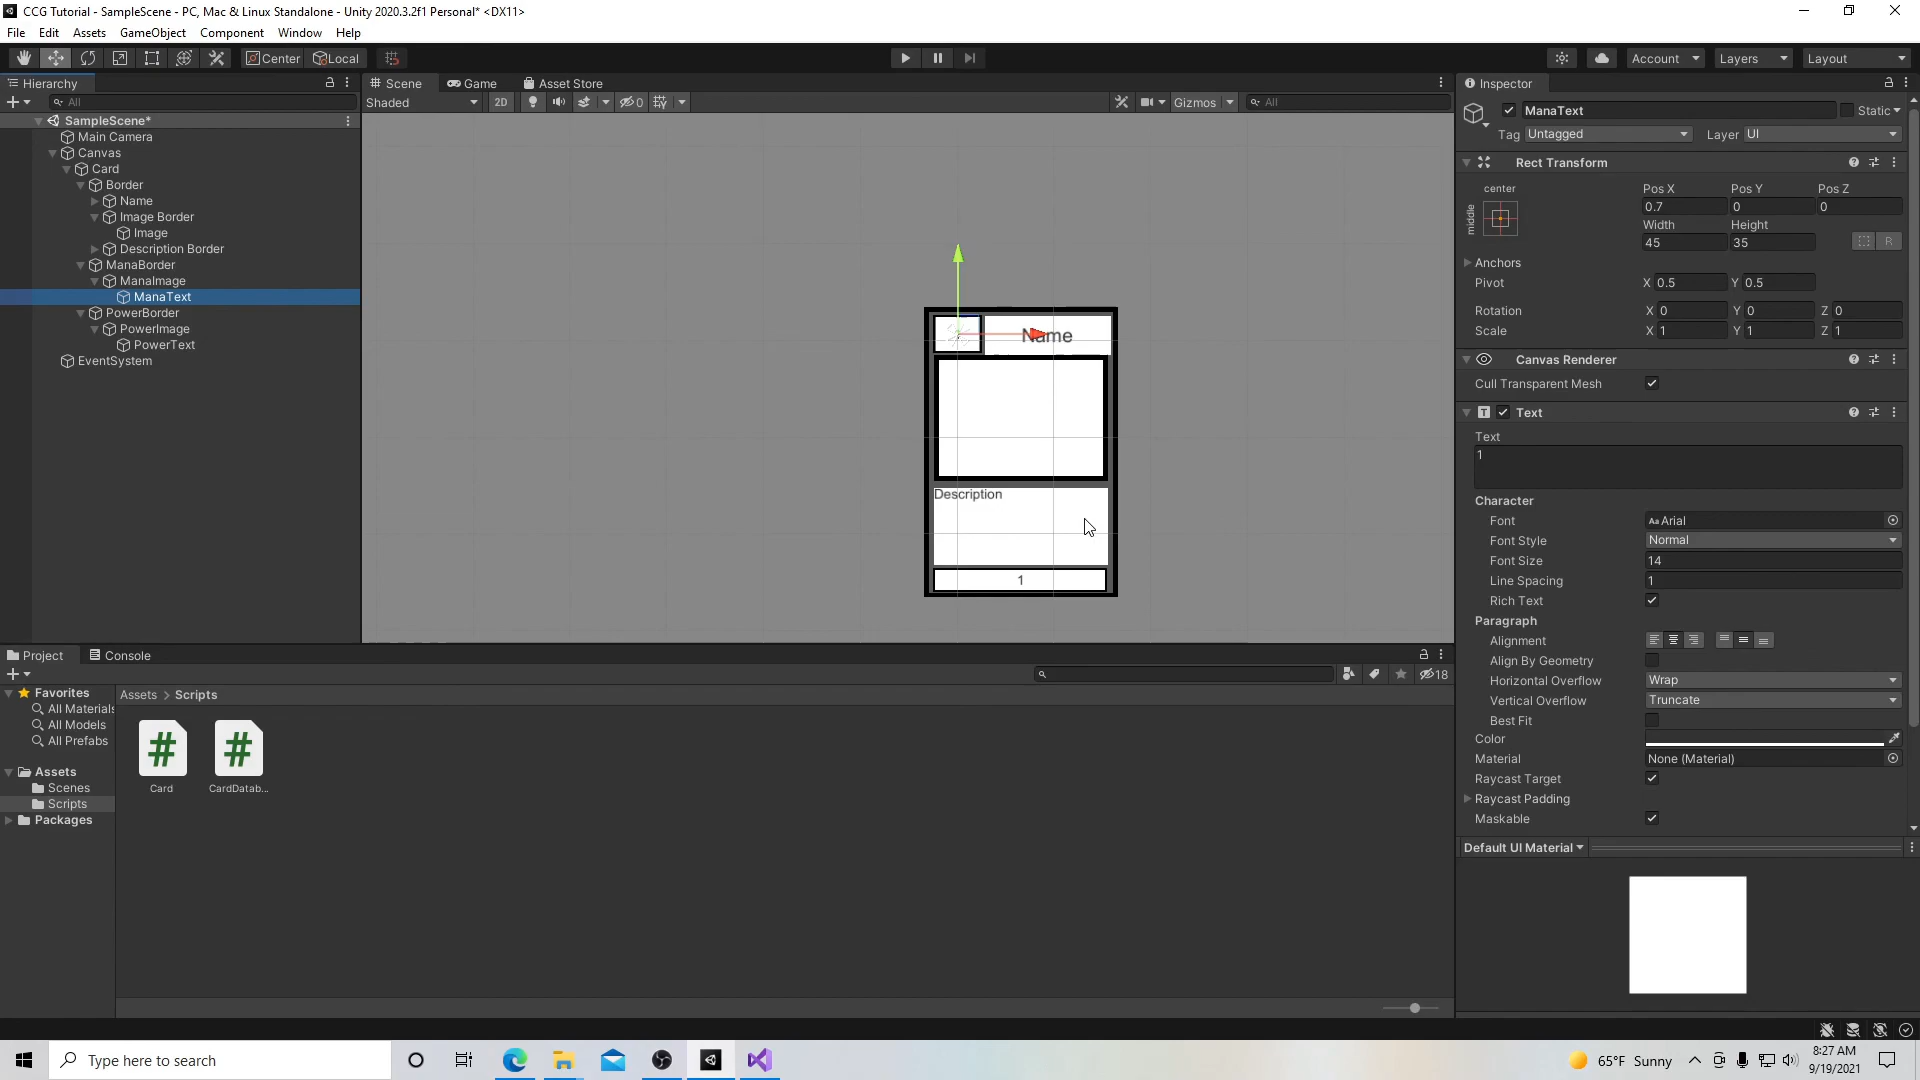 CCG Tutorial - SampleScene - PC, Mac & Linux Standalone - Unity 2020.3.2f1 Personal* <DX11>
File Edit Assets GameObject Component Window Help
Center Local Account Layers Layout
Hierarchy
All
SampleScene*
Main Camera
Canvas
Card
Border
Name
Image Border
Image
Description Border
ManaBorder
ManaImage
ManaText
PowerBorder
PowerImage
PowerText
EventSystem
Scene Game Asset Store
Shaded 2D 0 Gizmos All
Name
Description
1
Inspector
ManaText Static
Tag Untagged Layer UI
Rect Transform
center
middle
Pos X Pos Y Pos Z
0.7 0 0
Width Height
45 35
R
Anchors
Pivot X 0.5 Y 0.5
Rotation X 0 Y 0 Z 0
Scale X 1 Y 1 Z 1
Canvas Renderer
Cull Transparent Mesh
T Text
Text
1
Character
Font Aa Arial
Font Style Normal
Font Size 14
Line Spacing 1
Rich Text
Paragraph
Alignment
Align By Geometry
Horizontal Overflow Wrap
Vertical Overflow Truncate
Best Fit
Color
Material None (Material)
Raycast Target
Raycast Padding
Maskable
Default UI Material
Project Console
18
Favorites
All Materials
All Models
All Prefabs
Assets
Scenes
Scripts
Packages
Assets > Scripts
Card CardDatab...
Type here to search
65°F Sunny
8:27 AM
9/19/2021